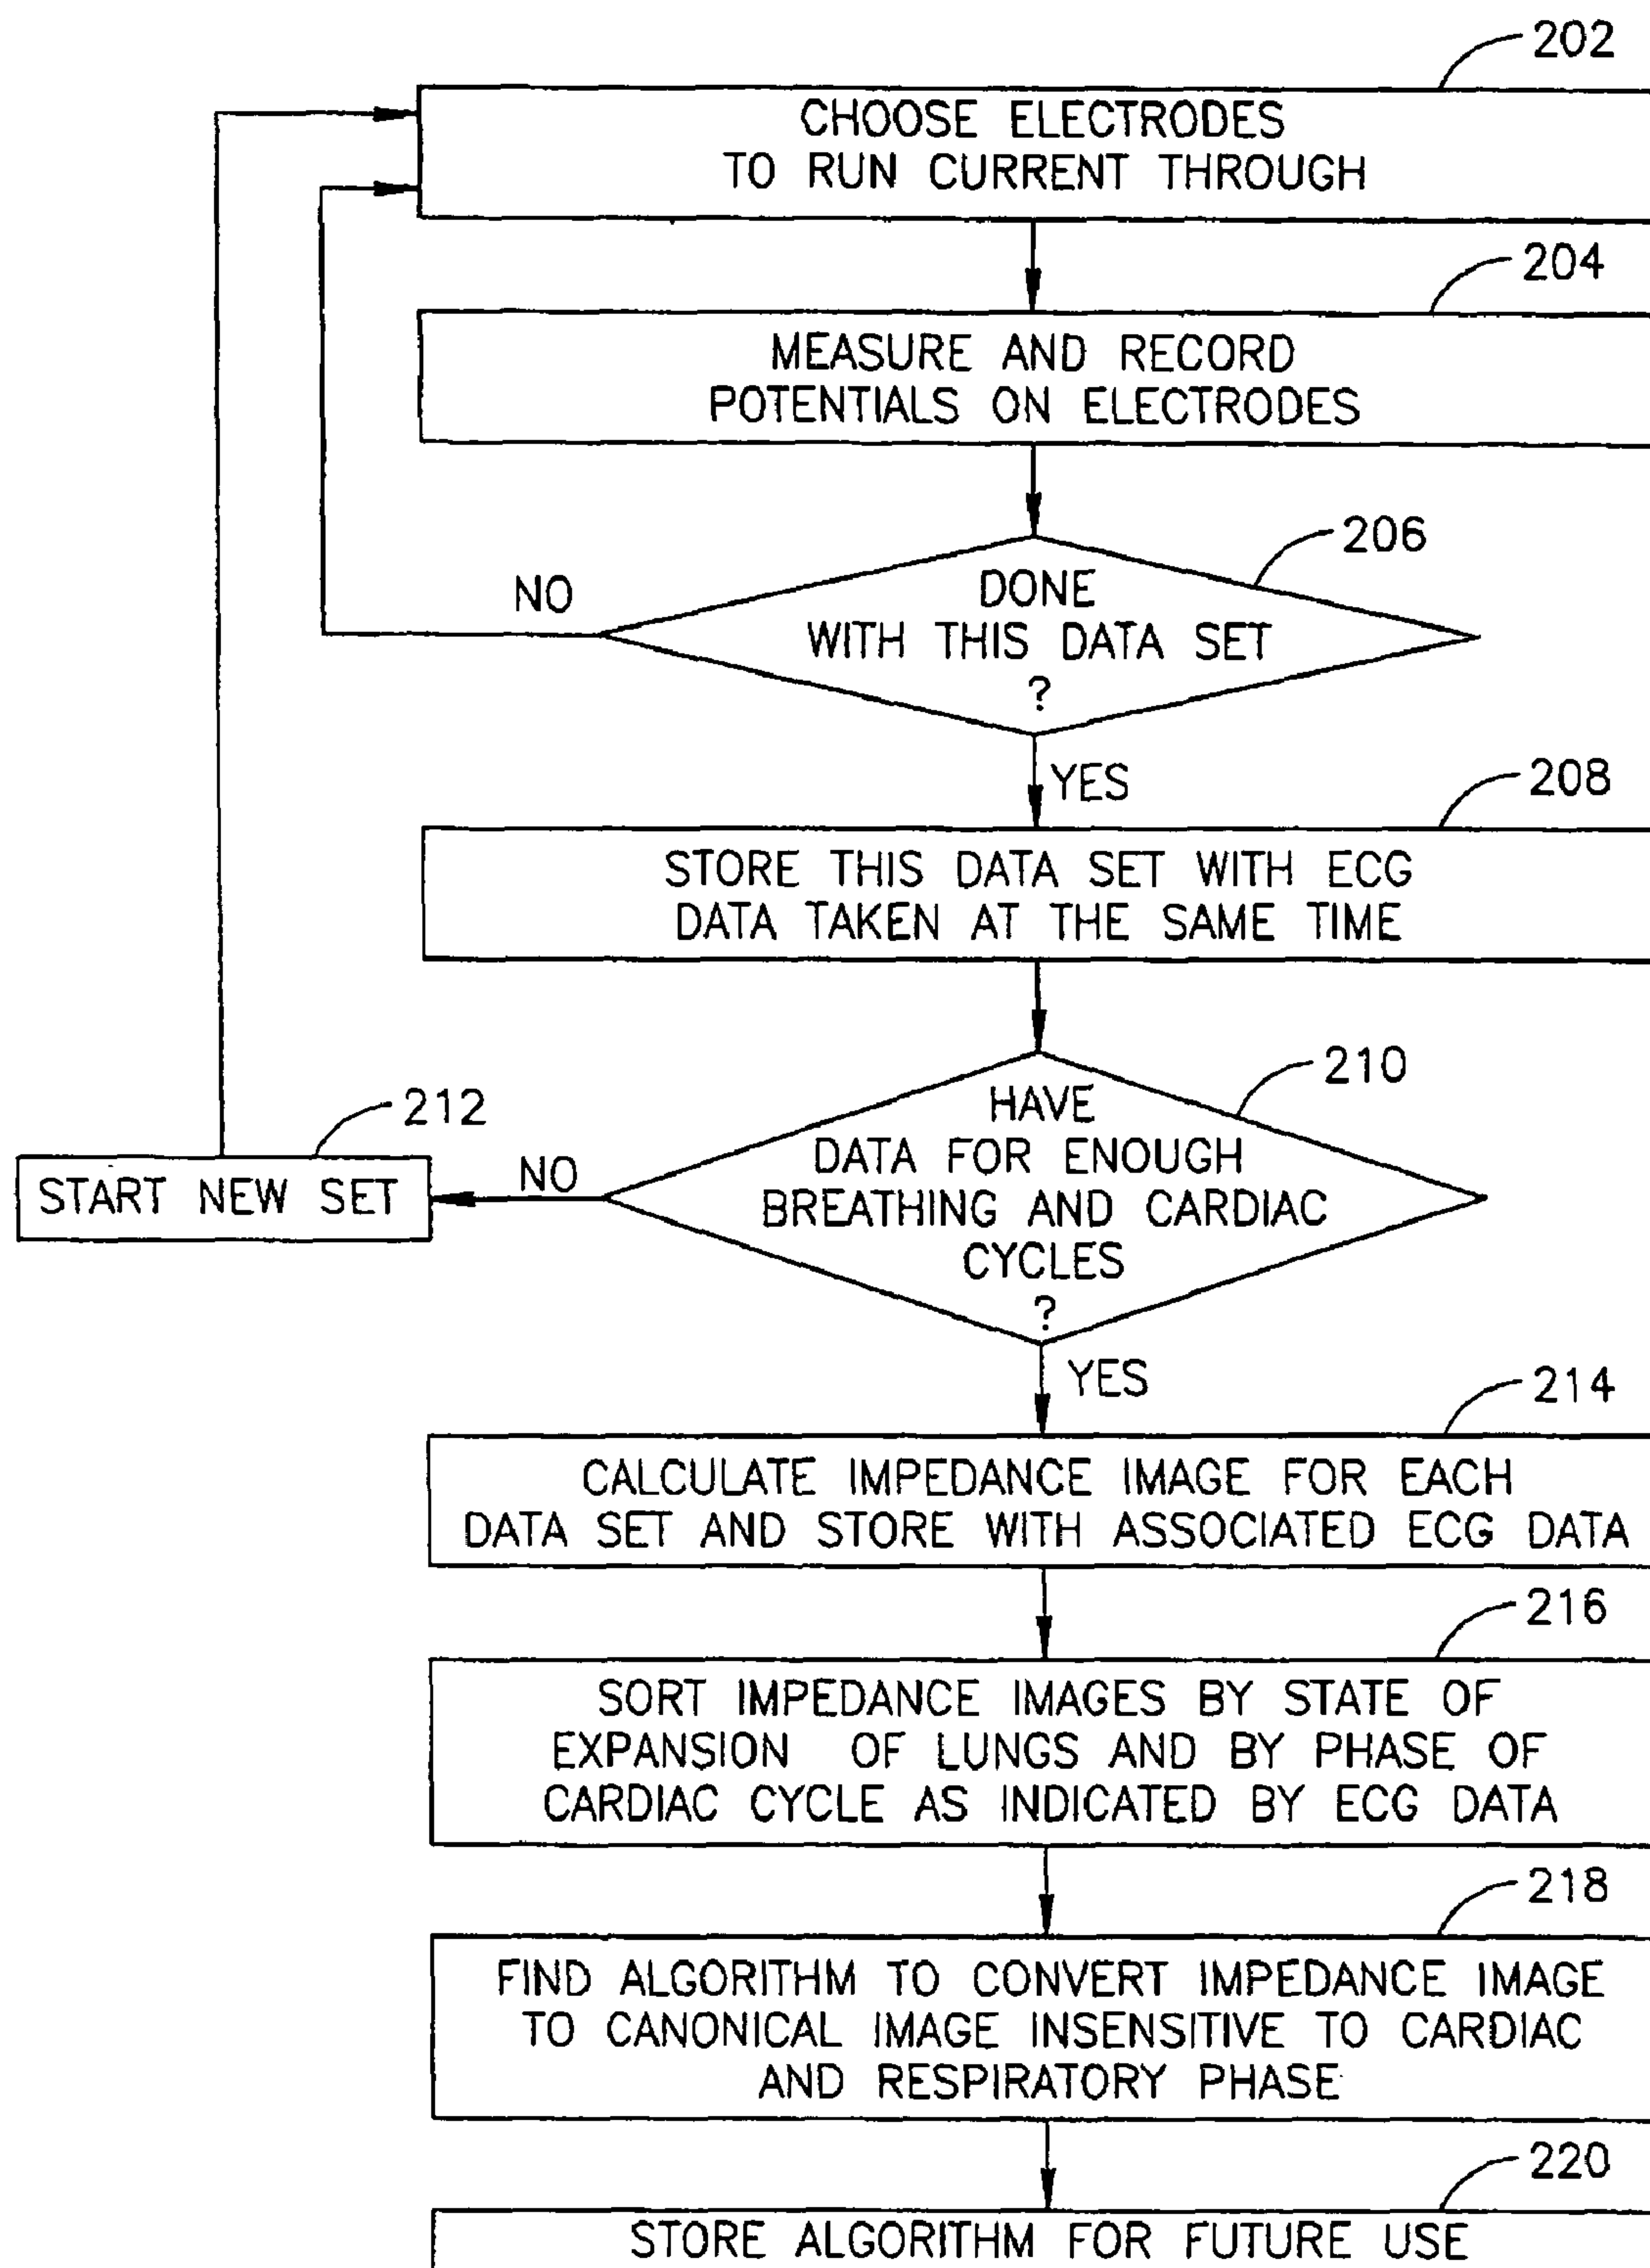 202
CHOOSE ELECTRODES
TO RUN CURRENT THROUGH
204
MEASURE AND RECORD
POTENTIALS ON ELECTRODES
206
DONE
WITH THIS DATA SET
?
NO
YES
208
STORE THIS DATA SET WITH ECG
DATA TAKEN AT THE SAME TIME
210
HAVE
DATA FOR ENOUGH
BREATHING AND CARDIAC
CYCLES
?
NO
212
START NEW SET
YES
214
CALCULATE IMPEDANCE IMAGE FOR EACH
DATA SET AND STORE WITH ASSOCIATED ECG DATA
216
SORT IMPEDANCE IMAGES BY STATE OF
EXPANSION OF LUNGS AND BY PHASE OF
CARDIAC CYCLE AS INDICATED BY ECG DATA
218
FIND ALGORITHM TO CONVERT IMPEDANCE IMAGE
TO CANONICAL IMAGE INSENSITIVE TO CARDIAC
AND RESPIRATORY PHASE
220
STORE ALGORITHM FOR FUTURE USE